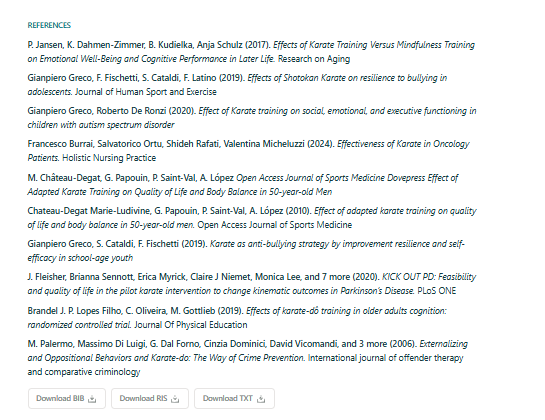 REFERENCES
P. Jansen, K. Dahmen-Zimmer, B. Kudielka, Anja Schulz (2017). Effects of Karate Training Versus Mindfulness Training
on Emotional Well-Being and Cognitive Performance in Later Life. Research on Aging
Gianpiero Greco, F. Fischetti, S. Cataldi, F. Latino (2019). Effects of Shotokan Karate on resilience to bullying in
adolescents. Journal of Human Sport and Exercise
Gianpiero Greco, Roberto De Ronzi (2020). Effect of Karate training on social, emotional, and executive functioning in
children with autism spectrum disorder
Francesco Burrai, Salvatorico Ortu, Shideh Rafati, Valentina Micheluzzi (2024). Effectiveness of Karate in Oncology
Patients. Holistic Nursing Practice
M. Château-Degat, G. Papouin, P. Saint-Val, A. López Open Access Journal of Sports Medicine Dovepress Effect of
Adapted Karate Training on Quality of Life and Body Balance in 50-year-old Men
Chateau-Degat Marie-Ludivine, G. Papouin, P. Saint-Val, A. López (2010). Effect of adapted karate training on quality
of life and body balance in 50-year-old men. Open Access Journal of Sports Medicine
Gianpiero Greco, S. Cataldi, F. Fischetti (2019). Karate as anti-bullying strategy by improvement resilience and self-
efficacy in school-age youth
J. Fleisher, Brianna Sennott, Erica Myrick, Claire J Niemet, Monica Lee, and 7 more (2020). KICK OUT PD: Feasibility
and quality of life in the pilot karate intervention to change kinematic outcomes in Parkinson's Disease. PLoS ONE
Brandel J. P. Lopes Filho, C. Oliveira, M. Gottlieb (2019). Effects of karate-dô training in older adults cognition:
randomized controlled trial. Journal Of Physical Education
M. Palermo, Massimo Di Luigi, G. Dal Forno, Cinzia Dominici, David Vicomandi, and 3 more (2006). Externalizing
and Oppositional Behaviors and Karate-do: The Way of Crime Prevention. International journal of offender therapy
and comparative criminology
Download BIB Download RIS Download TXT